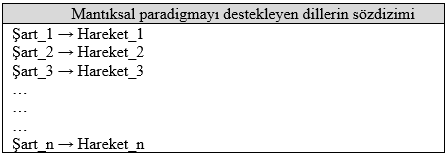 Mantıksal paradigmayı destekleyen dillerin sözdizimi
Şart_1 → Hareket_1
Şart_2 → Hareket_2
Şart_3 → Hareket_3
…
…
…
Şart_n → Hareket_n